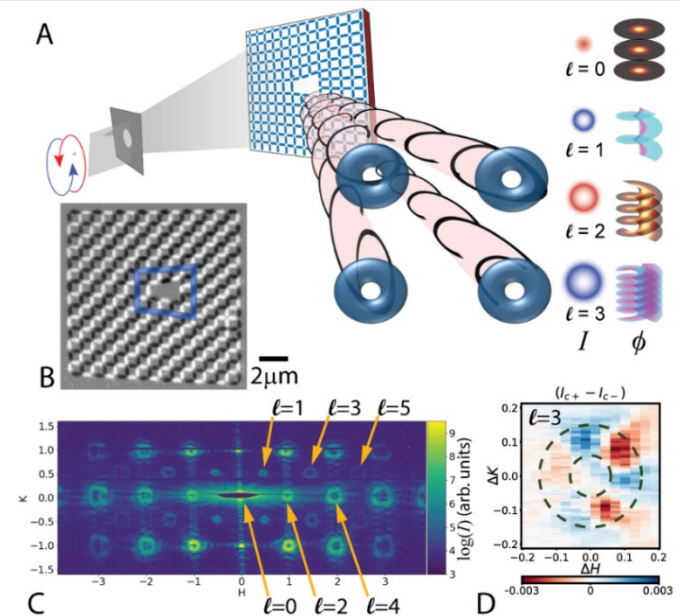 A
ℓ = 0
ℓ = 1
ℓ = 2
ℓ = 3
I
ϕ
B
2μm
ℓ=1
ℓ=3
ℓ=5
1.5
1.0
0.5
0.0
−0.5
−1.0
−1.5
K
−3
−2
−1
0
1
2
3
H
9
8
7
6
5
4
3
log(I) (arb. units)
C
ℓ=0
ℓ=2
ℓ=4
(I_{c+} − I_{c−})
ℓ=3
0.2
0.1
0.0
−0.1
−0.2
ΔK
−0.2
−0.1
0.0
0.1
0.2
ΔH
−0.003
0
0.003
D